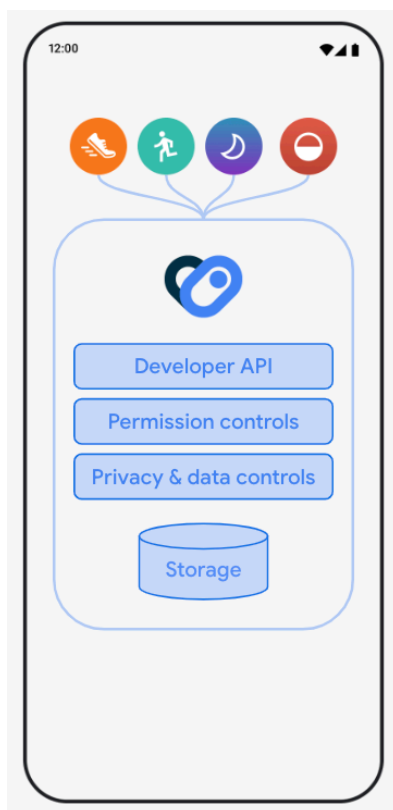 12:00
Developer API
Permission controls
Privacy & data controls
Storage